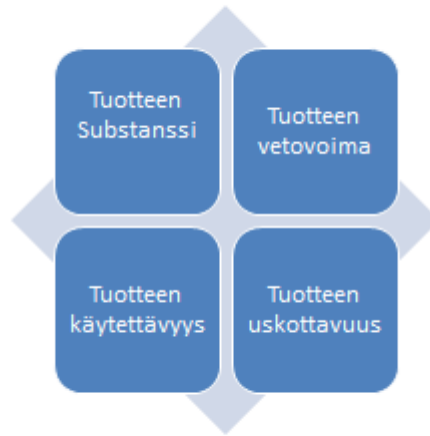 Tuotteen
Substanssi
Tuotteen
vetovoima
Tuotteen
käytettävyys
Tuotteen
uskottavuus